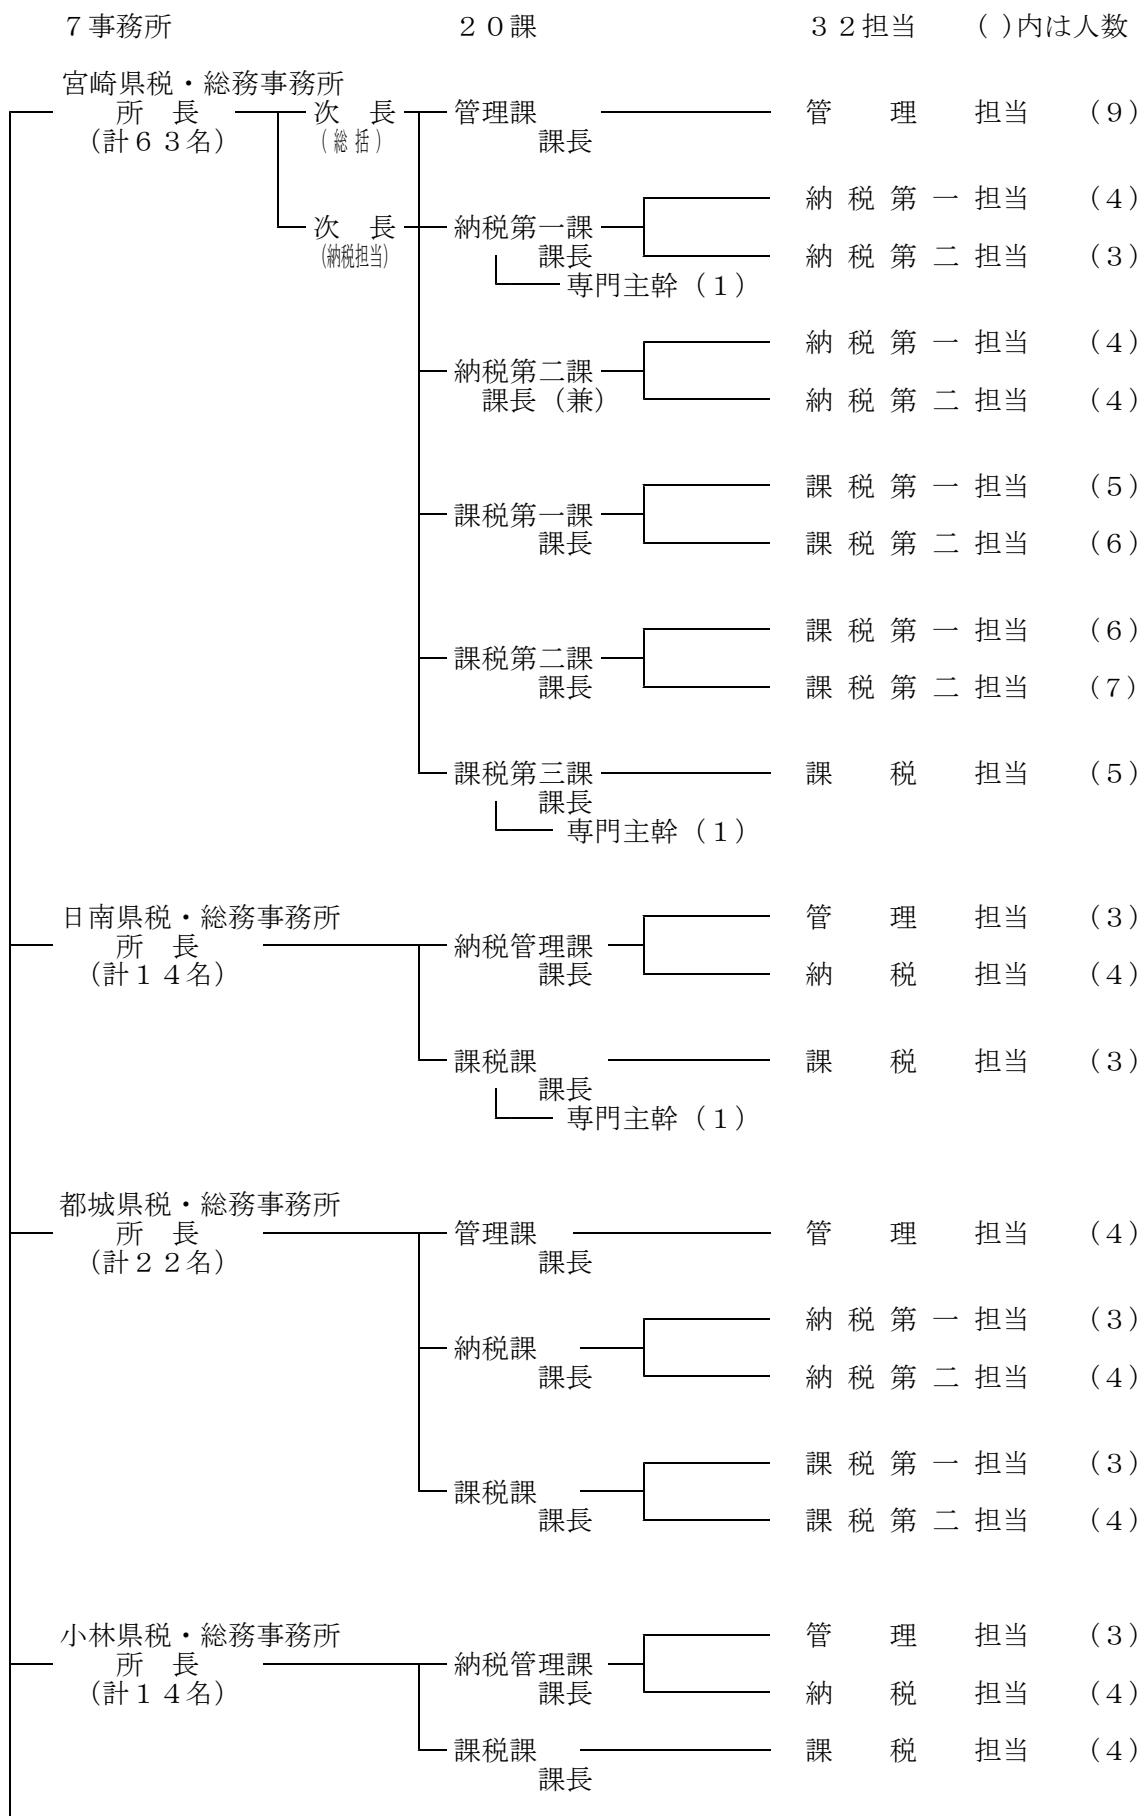 ７事務所　２０課　３２担当　( )内は人数
宮崎県税・総務事務所
所　長　次　長　管理課　管　理　担当　（９）
（計６３名）　（総括）　課長
納税第一担当　（４）
次　長　納税第一課
（納税担当）　課長　納税第二担当　（３）
専門主幹（１）
納税第一担当　（４）
納税第二課
課長（兼）　納税第二担当　（４）
課税第一担当　（５）
課税第一課
課長　課税第二担当　（６）
課税第一担当　（６）
課税第二課
課長　課税第二担当　（７）
課税第三課　課　税　担当　（５）
課長
専門主幹（１）
日南県税・総務事務所　管　理　担当　（３）
所　長　納税管理課
（計１４名）　課長　納　税　担当　（４）
課税課　課　税　担当　（３）
課長
専門主幹（１）
都城県税・総務事務所
所　長　管理課　管　理　担当　（４）
（計２２名）　課長
納税第一担当　（３）
納税課
課長　納税第二担当　（４）
課税第一担当　（３）
課税課
課長　課税第二担当　（４）
小林県税・総務事務所　管　理　担当　（３）
所　長　納税管理課
（計１４名）　課長　納　税　担当　（４）
課税課　課　税　担当　（４）
課長